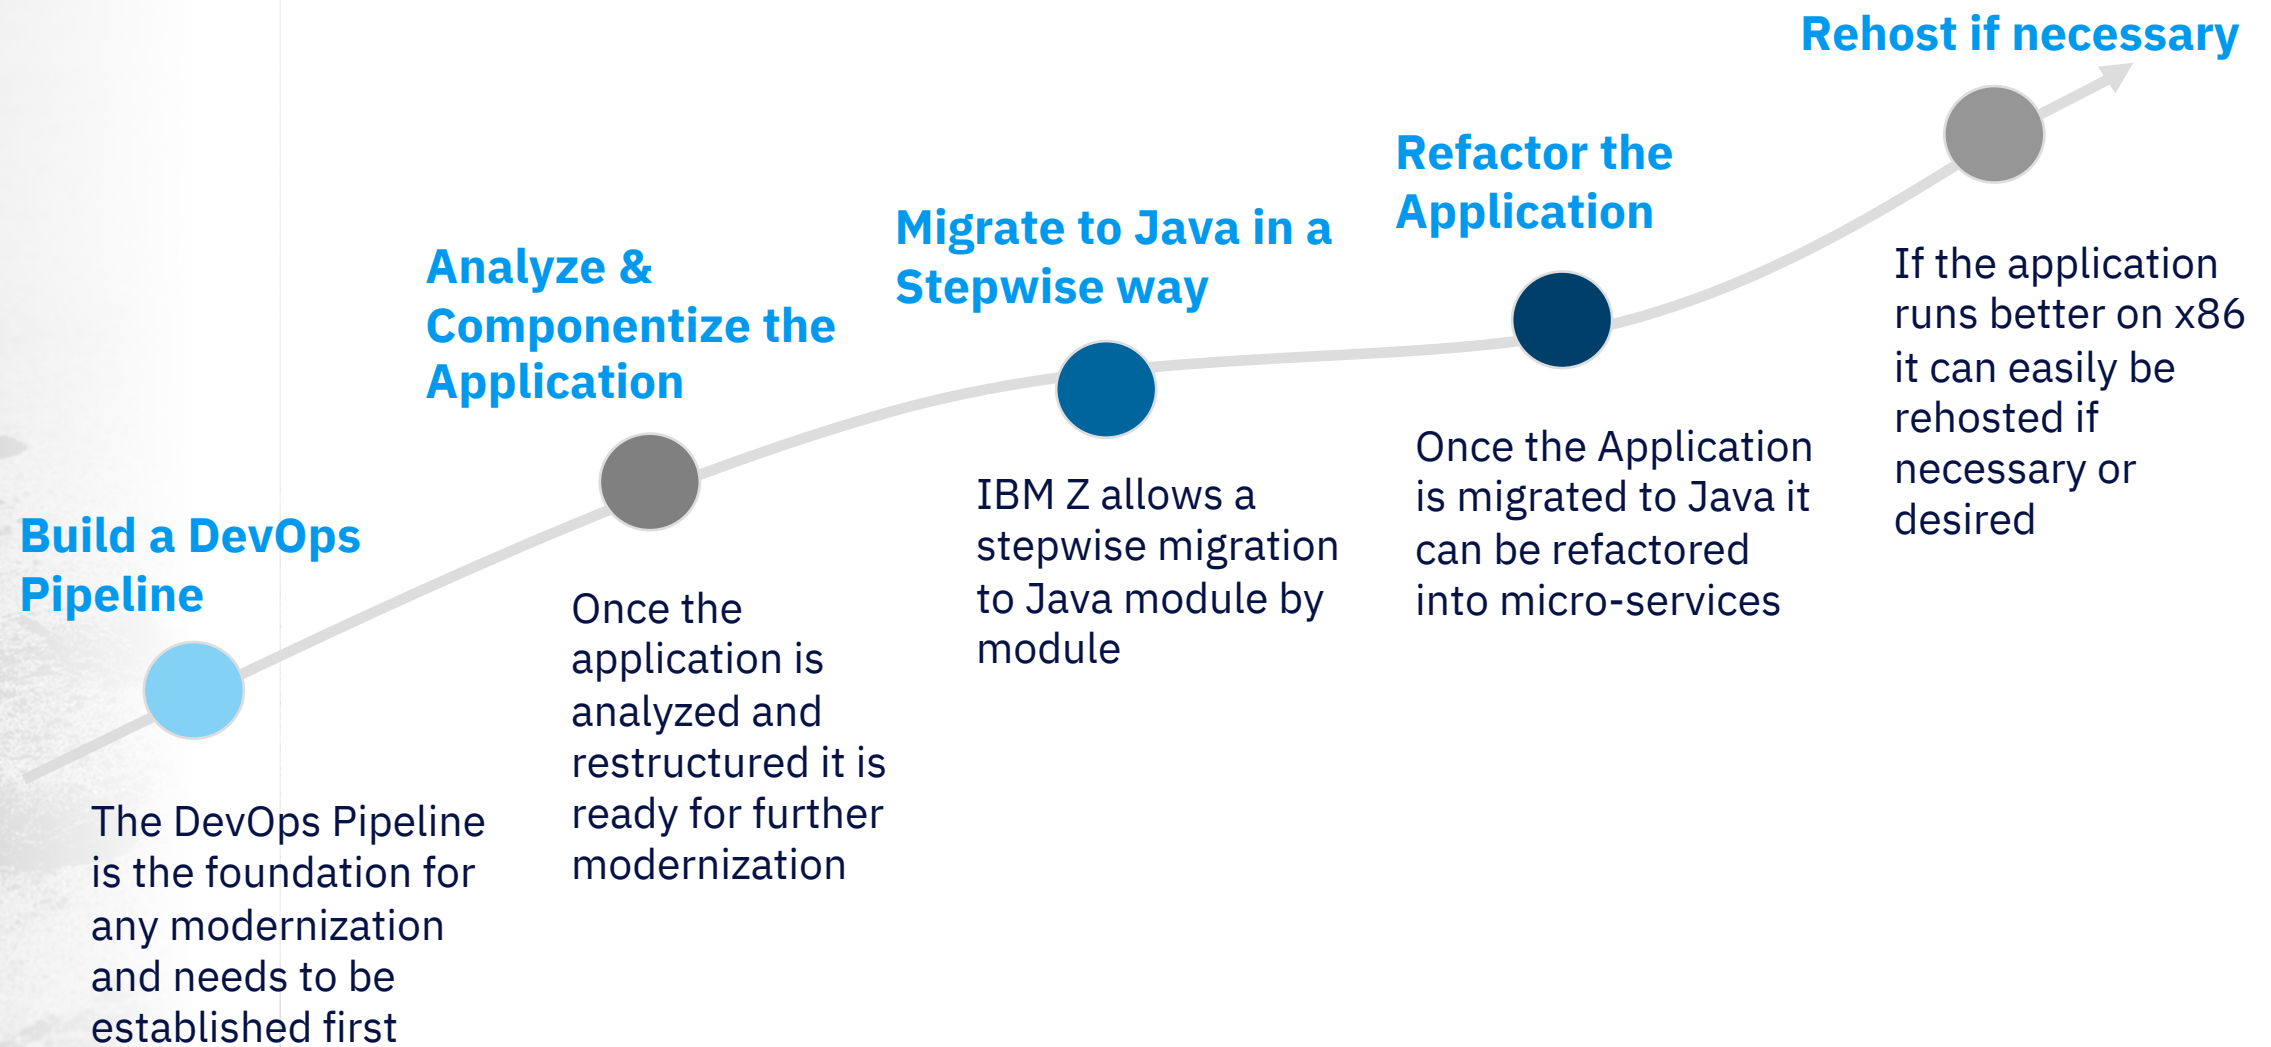 Build a DevOps
Pipeline
The DevOps Pipeline
is the foundation for
any modernization
and needs to be
established first
Analyze &
Componentize the
Application
Once the
application is
analyzed and
restructured it is
ready for further
modernization
Migrate to Java in a
Stepwise way
IBM Z allows a
stepwise migration
to Java module by
module
Refactor the
Application
Once the Application
is migrated to Java it
can be refactored
into micro-services
Rehost if necessary
If the application
runs better on x86
it can easily be
rehosted if
necessary or
desired